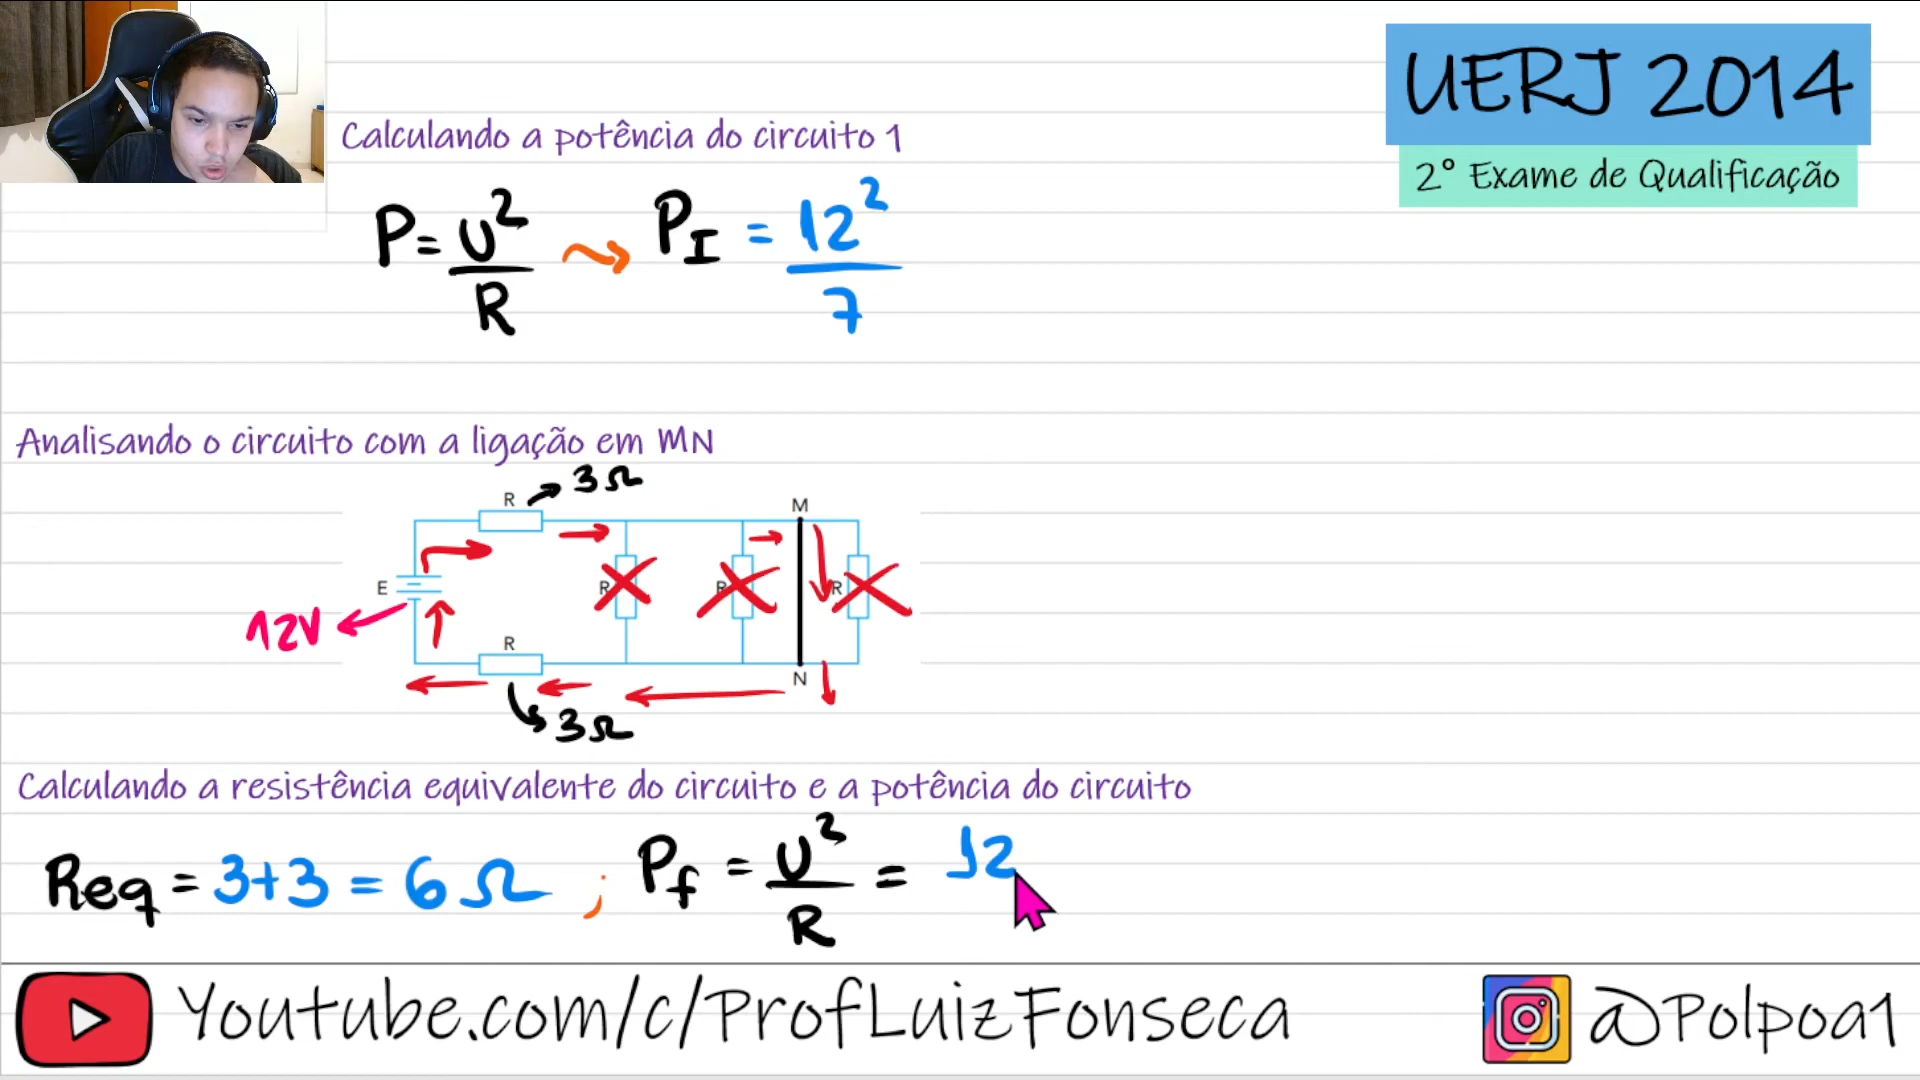 UERJ 2014
2° Exame de Qualificação
Calculando a potência do circuito 1
P = U² / R ⤳ P_I = 12² / 7
Analisando o circuito com a ligação em MN
R → 3Ω
M
E
R
R
R
12V
R
N
3Ω
Calculando a resistência equivalente do circuito e a potência do circuito
Req = 3+3 = 6 Ω ; Pf = U² / R = 12
Youtube.com/c/ProfLuizFonseca
@Polpoa1